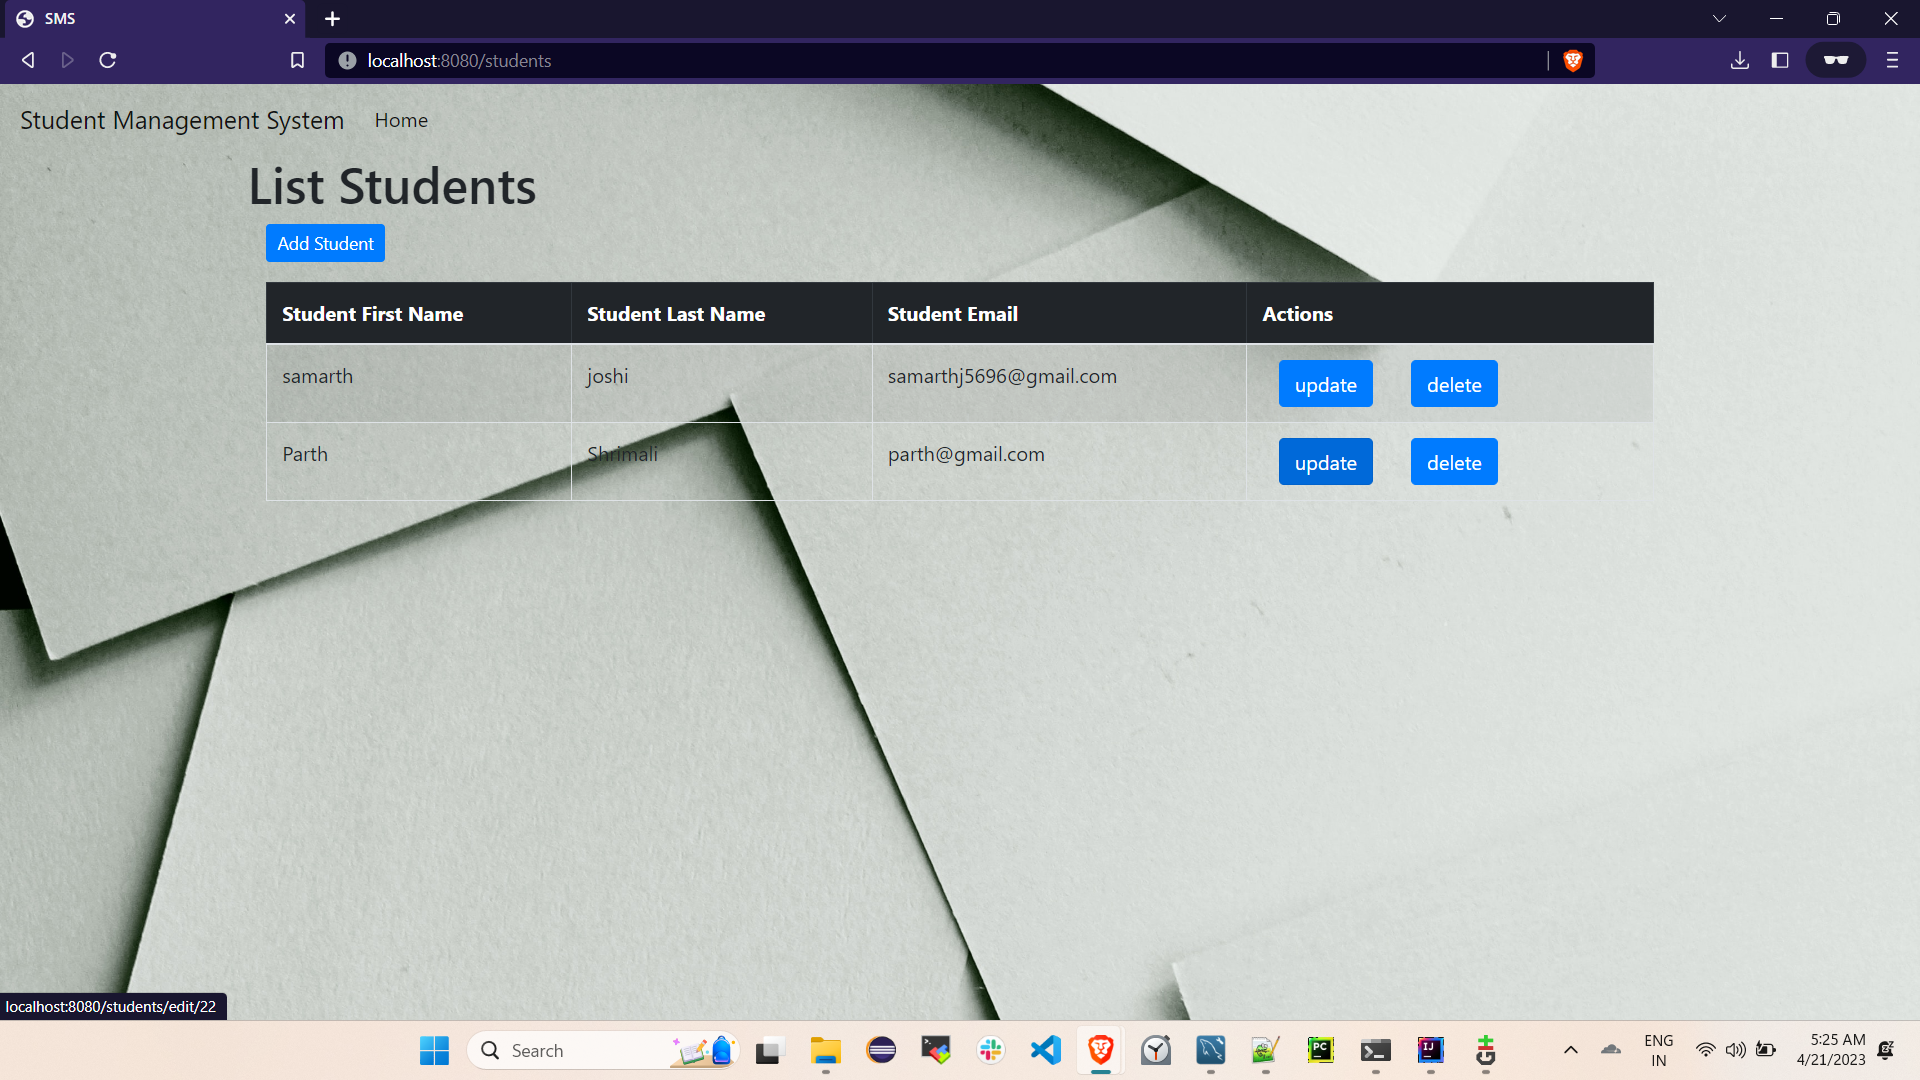 SMS
localhost:8080/students
Student Management System Home
List Students
Add Student
Student First Name Student Last Name Student Email Actions
samarth joshi samarthj5696@gmail.com update delete
Parth Shrimali parth@gmail.com update delete
localhost:8080/students/edit/22
Search
PC
IJ
ENG
IN
5:25 AM
4/21/2023